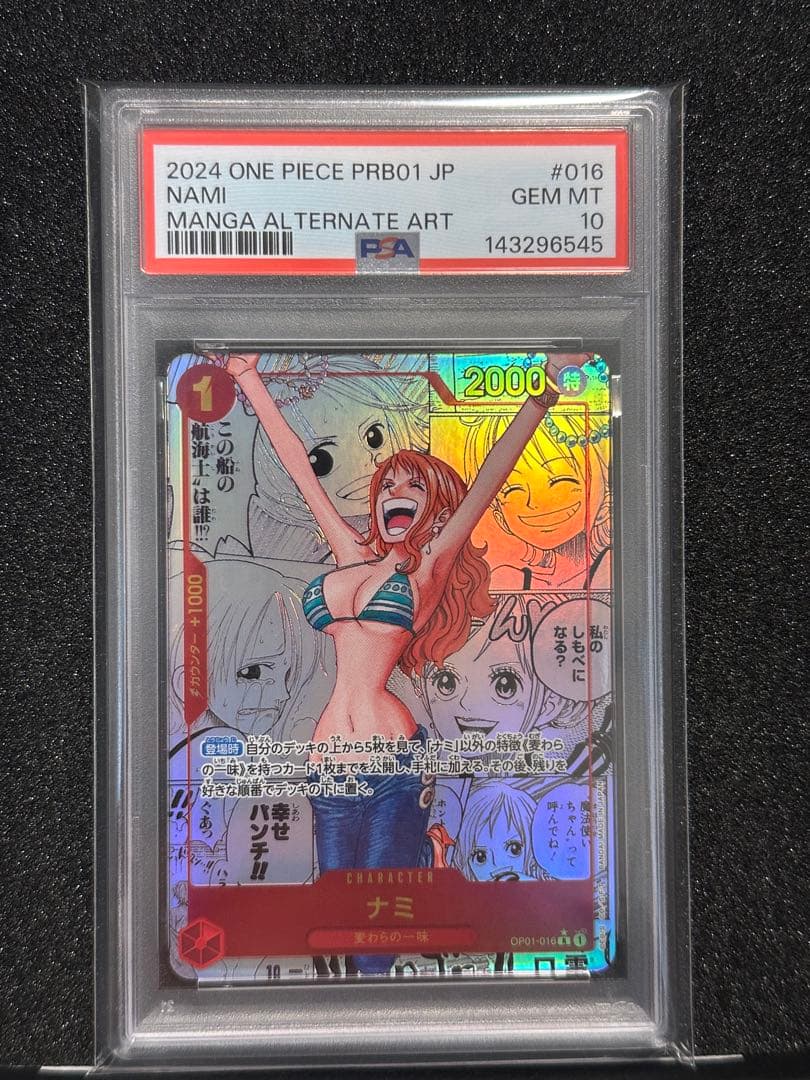 2024 ONE PIECE PRB01 JP #016
NAMI GEM MT
MANGA ALTERNATE ART 10
PSA 143296545
1
2000 特
この船の
航海士〟は誰!!?
カウンター +1000
私の
しもべに
なる?
登場時 自分のデッキの上から5枚を見て、「ナミ」以外の特徴《麦わら
の一味》を持つカード1枚までを公開し、手札に加える。その後、残りを
好きな順番でデッキの下に置く。
幸せ
パンチ!!
ぐあっ
魔法使い
ちゃん〟って
呼んでね!
CHARACTER
ナミ
麦わらの一味
OP01-016 R 1